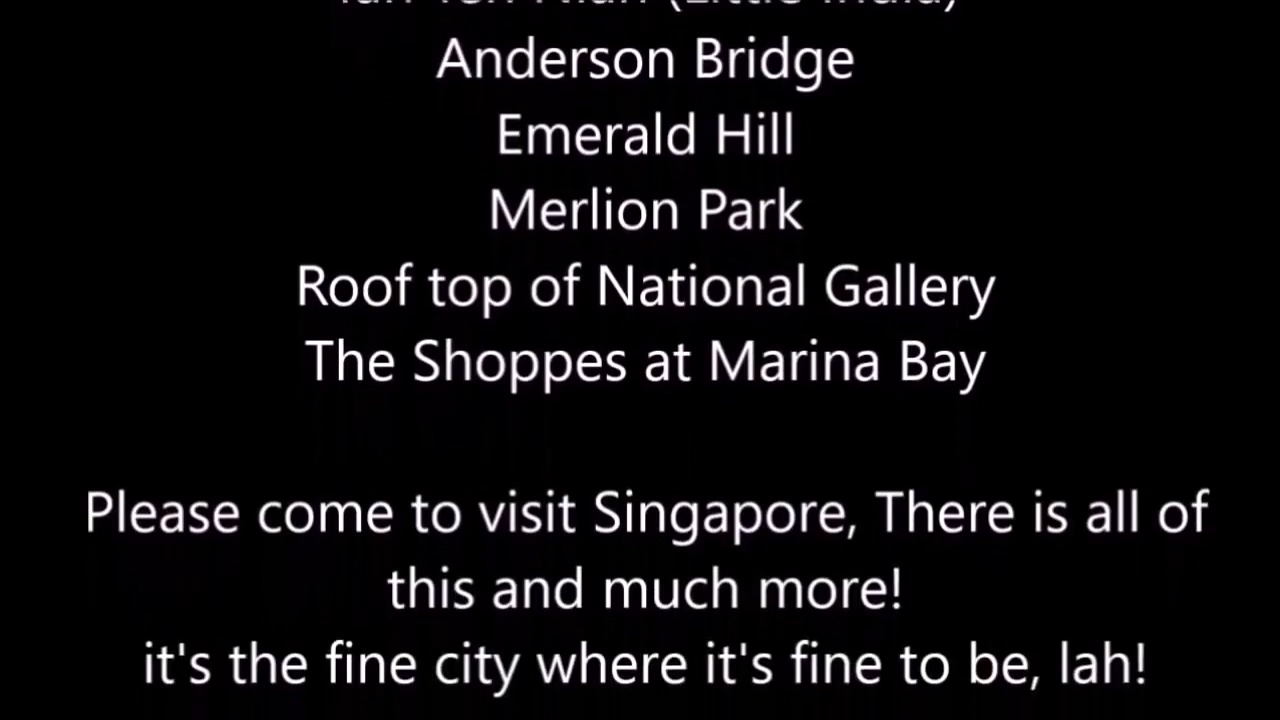 (Little India)
Anderson Bridge
Emerald Hill
Merlion Park
Roof top of National Gallery
The Shoppes at Marina Bay
Please come to visit Singapore, There is all of
this and much more!
it's the fine city where it's fine to be, lah!